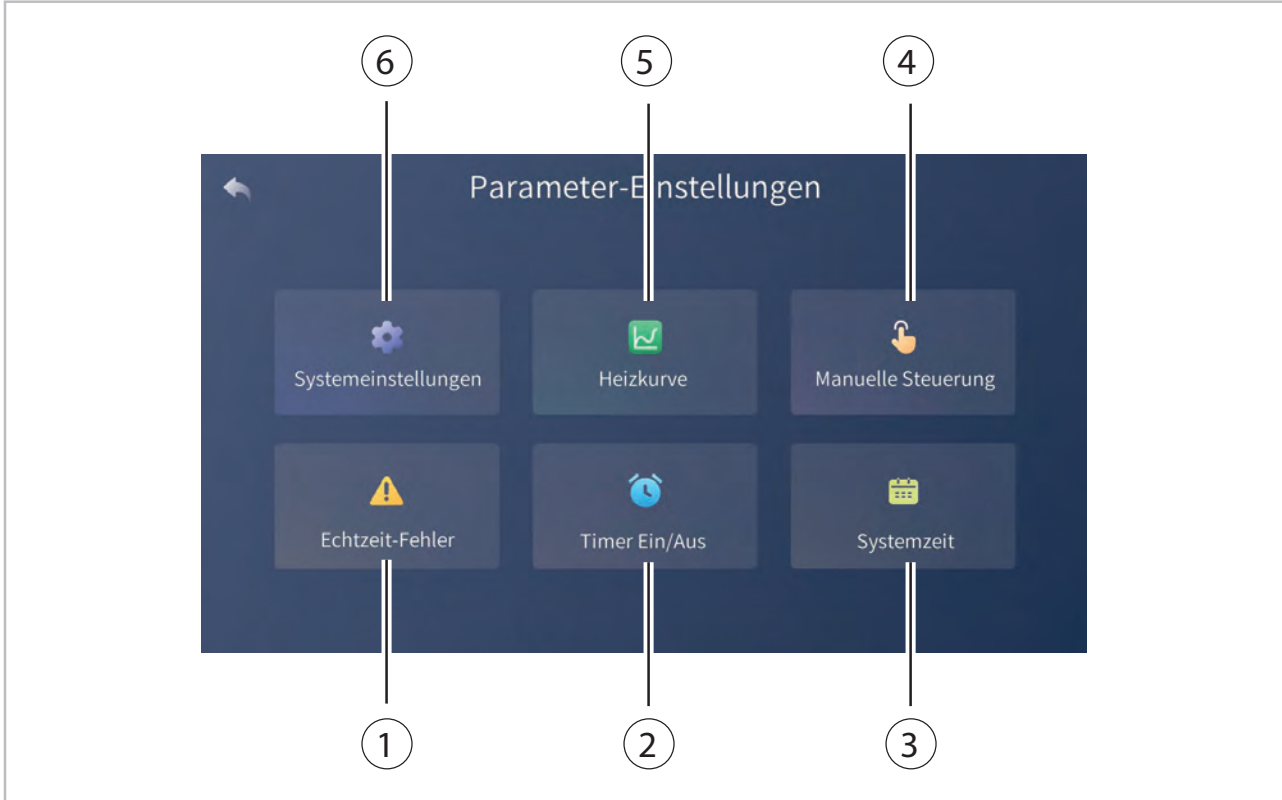 6 5 4
Parameter-Einstellungen
Systemeinstellungen Heizkurve Manuelle Steuerung
Echtzeit-Fehler Timer Ein/Aus Systemzeit
1 2 3